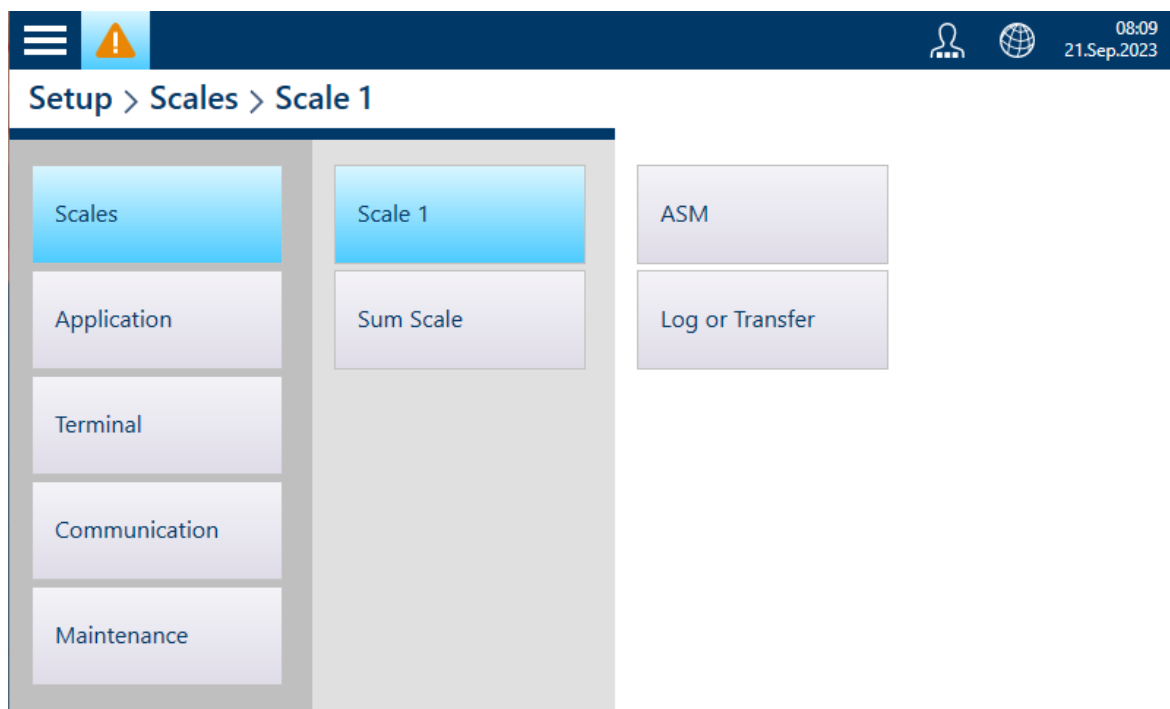 08:09
21.Sep.2023
Setup > Scales > Scale 1
Scales
Scale 1
ASM
Application
Sum Scale
Log or Transfer
Terminal
Communication
Maintenance